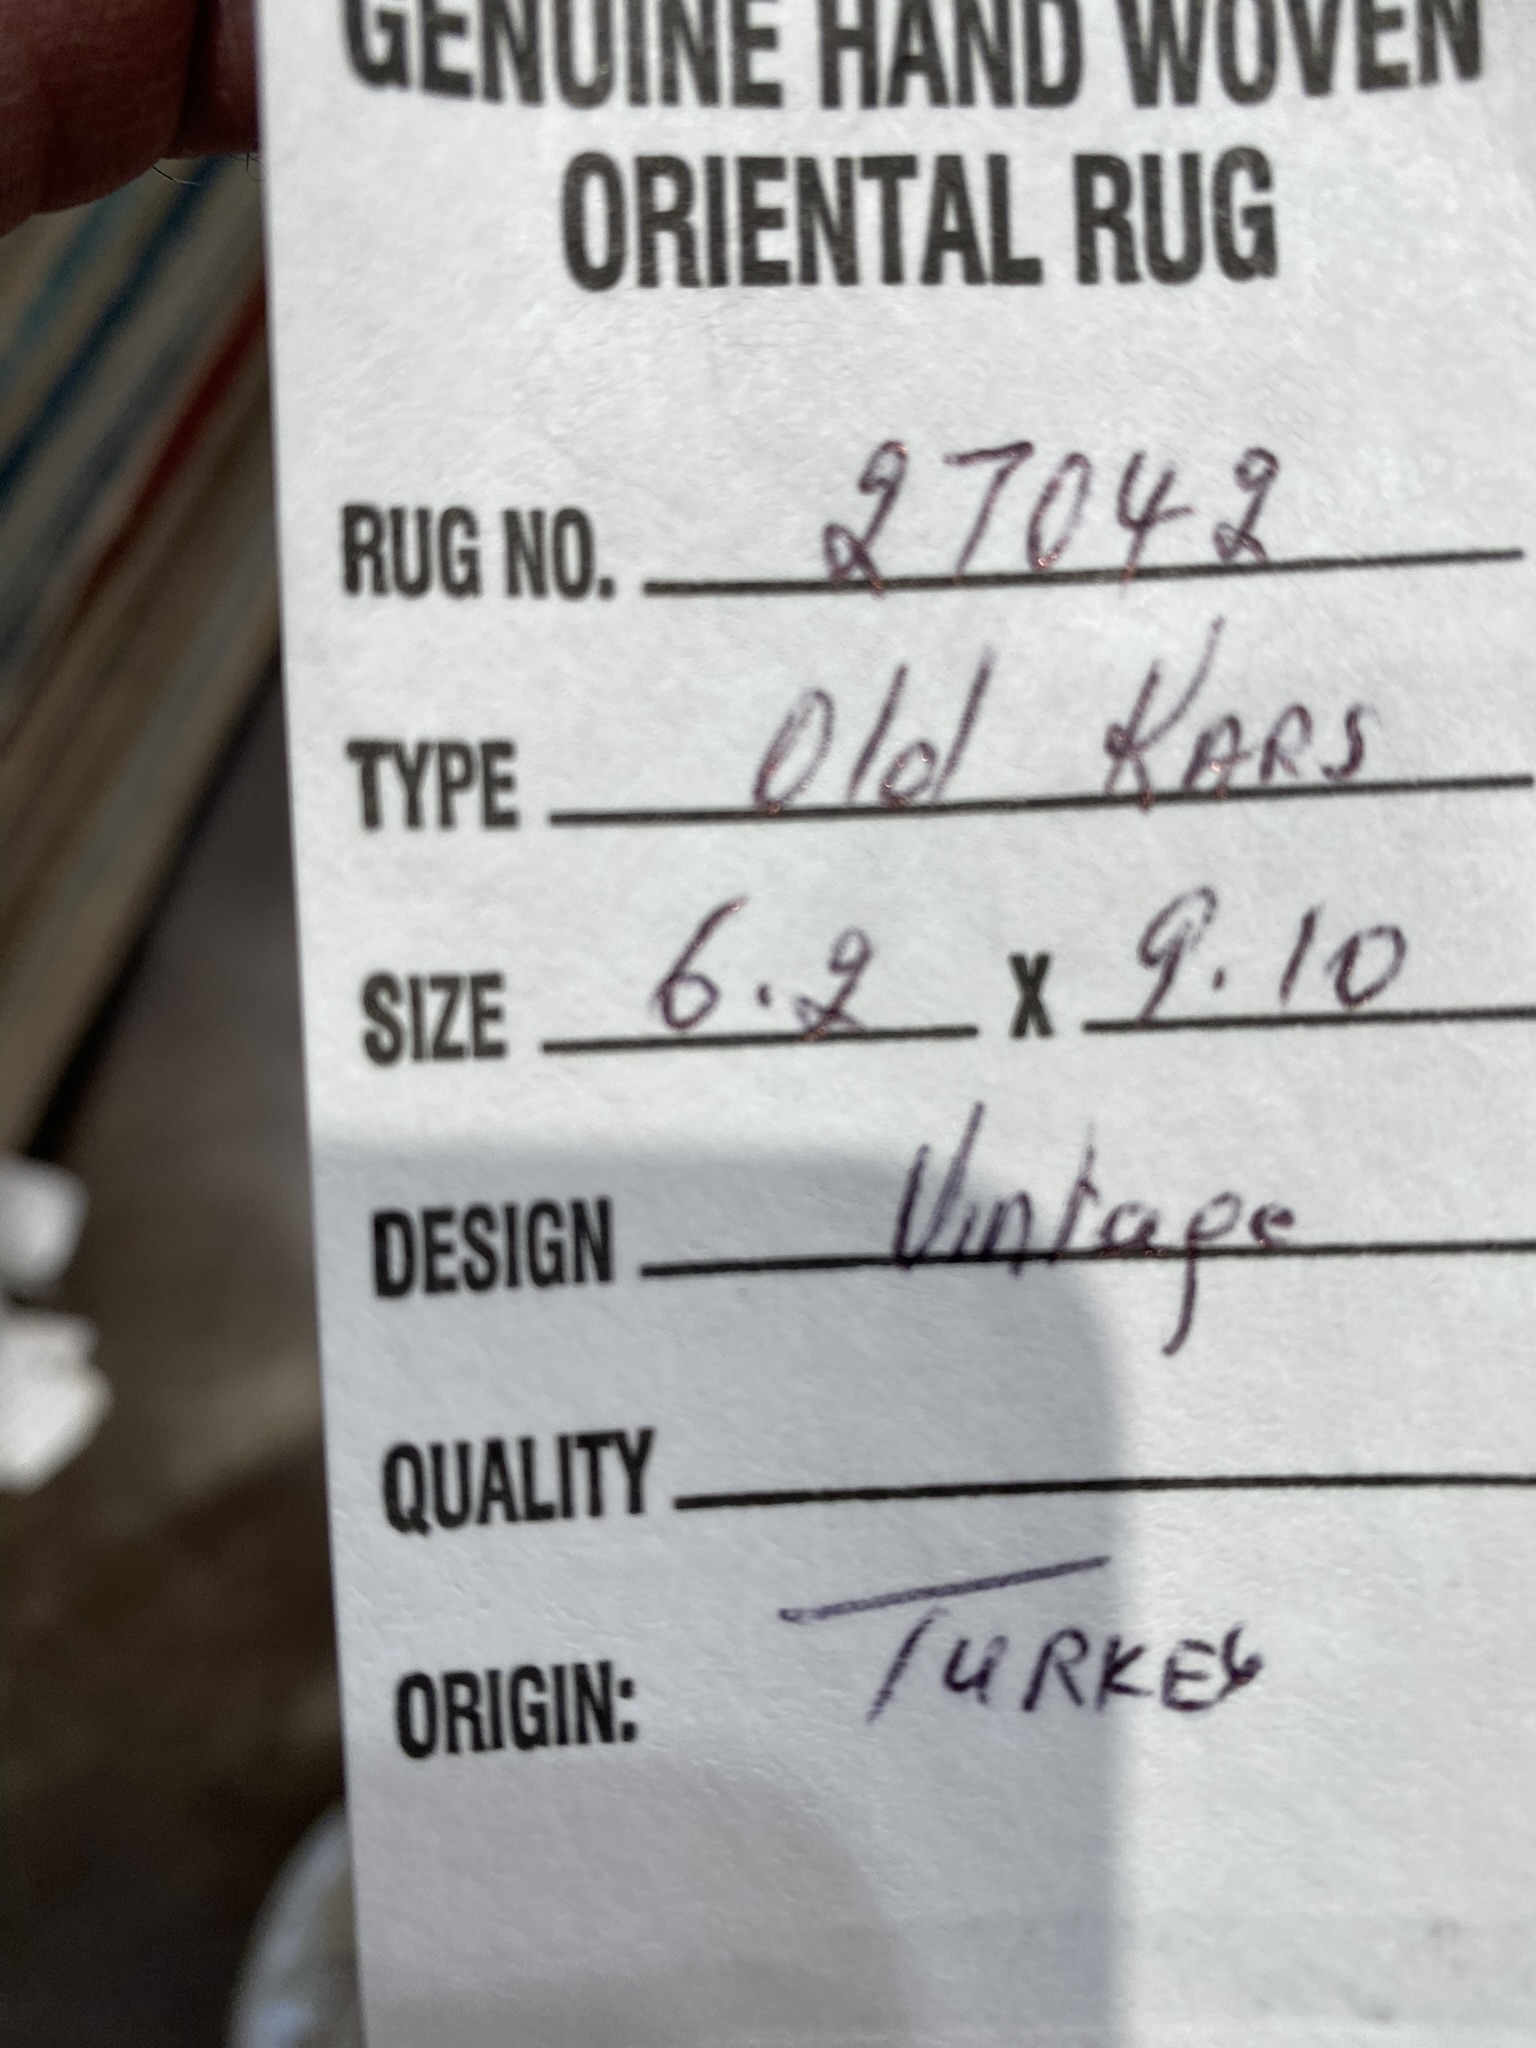 GENUINE HAND WOVEN
ORIENTAL RUG
RUG NO. 27042
TYPE Old KARS
SIZE 6.2 X 9.10
DESIGN Vintage
QUALITY
ORIGIN: TURKEY